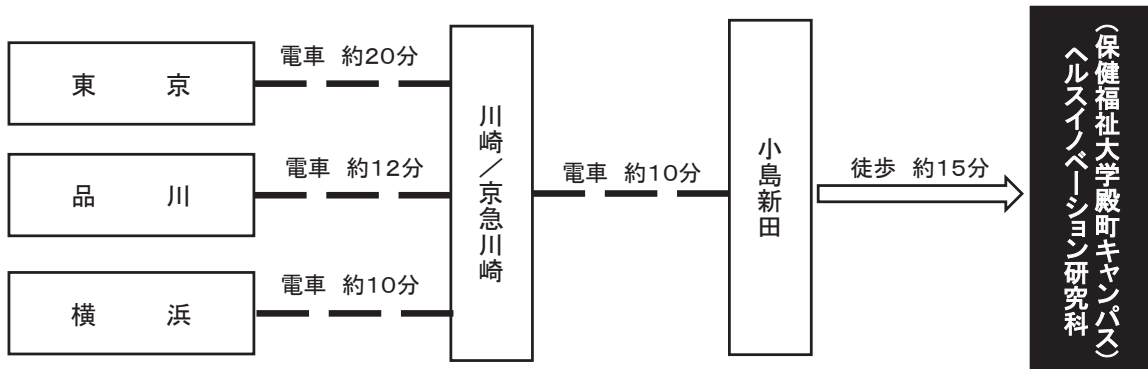 東　京
電車　約20分
品　川
電車　約12分
横　浜
電車　約10分
川崎／京急川崎
電車　約10分
小島新田
徒歩　約15分
（保健福祉大学殿町キャンパス）
ヘルスイノベーション研究科